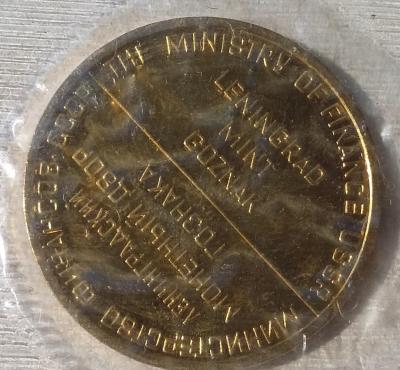 MINISTRY OF FINANCE USSR
LENINGRAD
MINT
GOZNAK
МИНИСТЕРСТВО ФИНАНСОВ СССР
ЛЕНИНГРАДСКИЙ
МОНЕТНЫЙ ДВОР
ГОЗНАКА